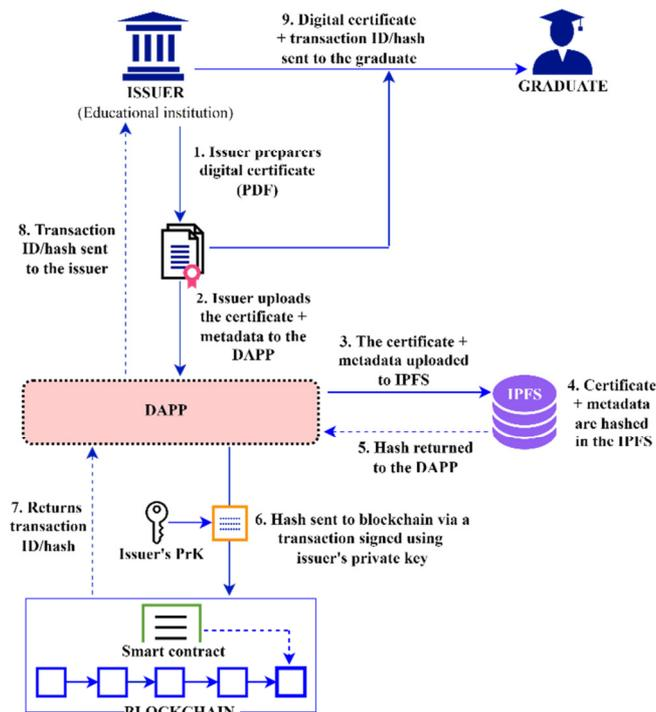 9. Digital certificate
+ transaction ID/hash
sent to the graduate
ISSUER
(Educational institution)
GRADUATE
1. Issuer preparers
digital certificate
(PDF)
8. Transaction
ID/hash sent
to the issuer
2. Issuer uploads
the certificate +
metadata to the
DAPP
3. The certificate +
metadata uploaded
to IPFS
DAPP
IPFS
4. Certificate
+ metadata
are hashed
in the IPFS
5. Hash returned
to the DAPP
7. Returns
transaction
ID/hash
Issuer's PrK
6. Hash sent to blockchain via a
transaction signed using
issuer's private key
Smart contract
BLOCKCHAIN